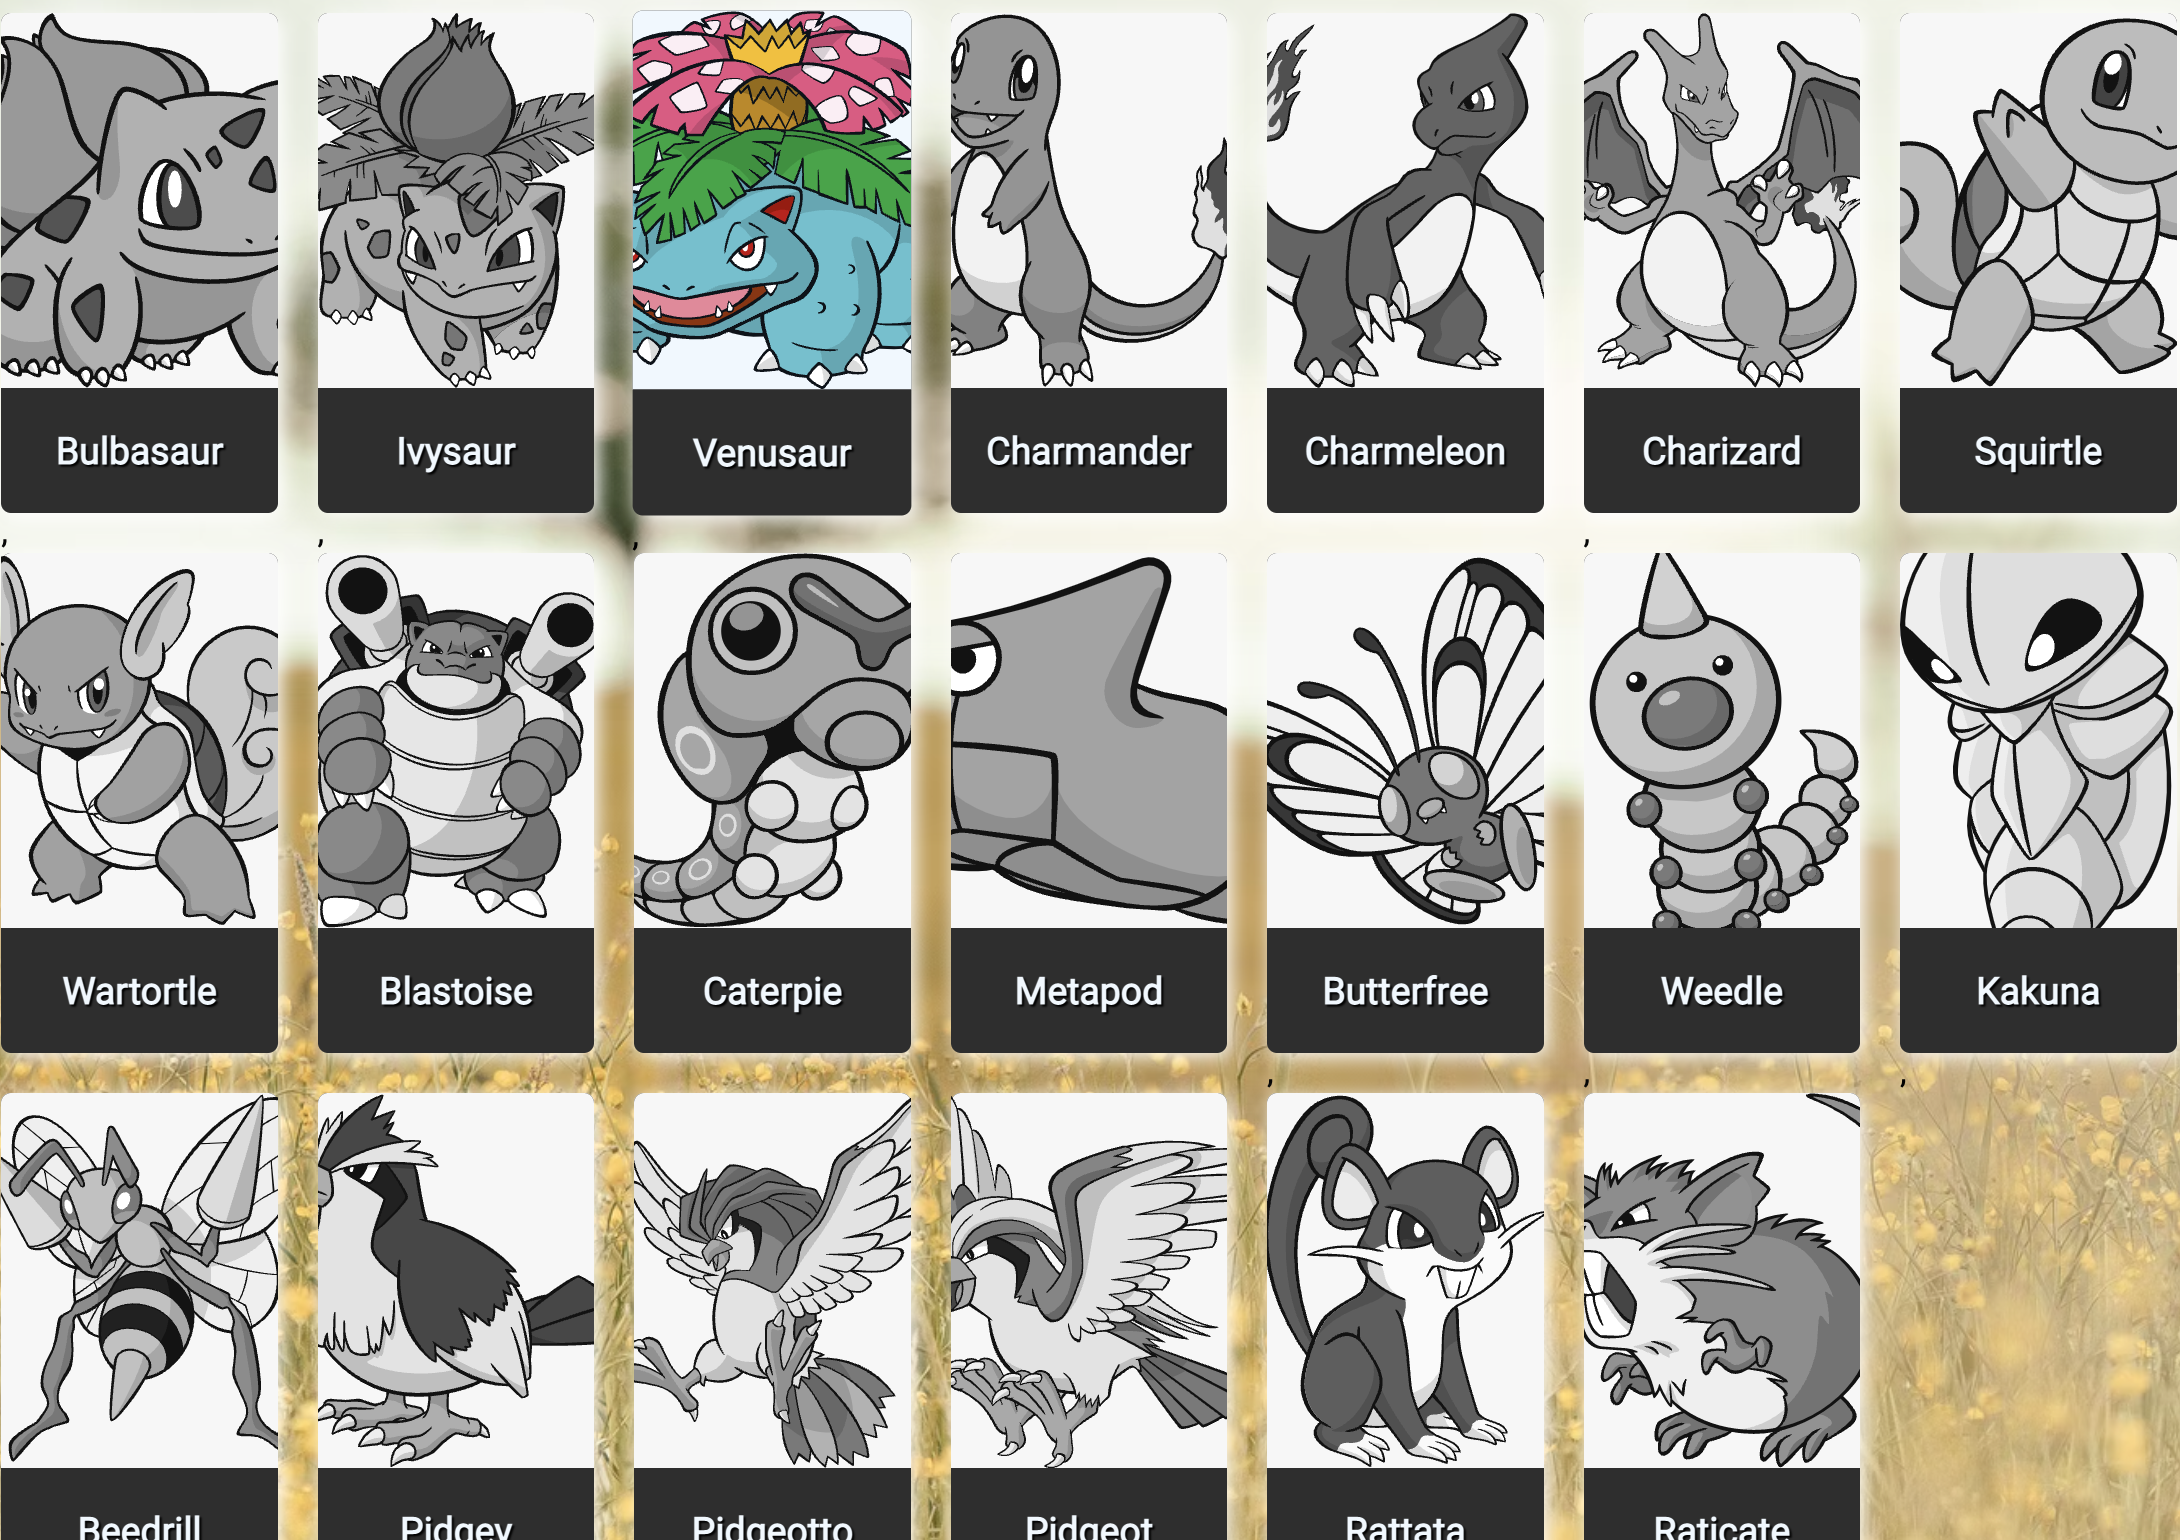 Bulbasaur
Ivysaur
Venusaur
Charmander
Charmeleon
Charizard
Squirtle
, , , ,
Wartortle
Blastoise
Caterpie
Metapod
Butterfree
Weedle
Kakuna
, , ,
Beedrill
Pidgey
Pidgeotto
Pidgeot
Rattata
Raticate